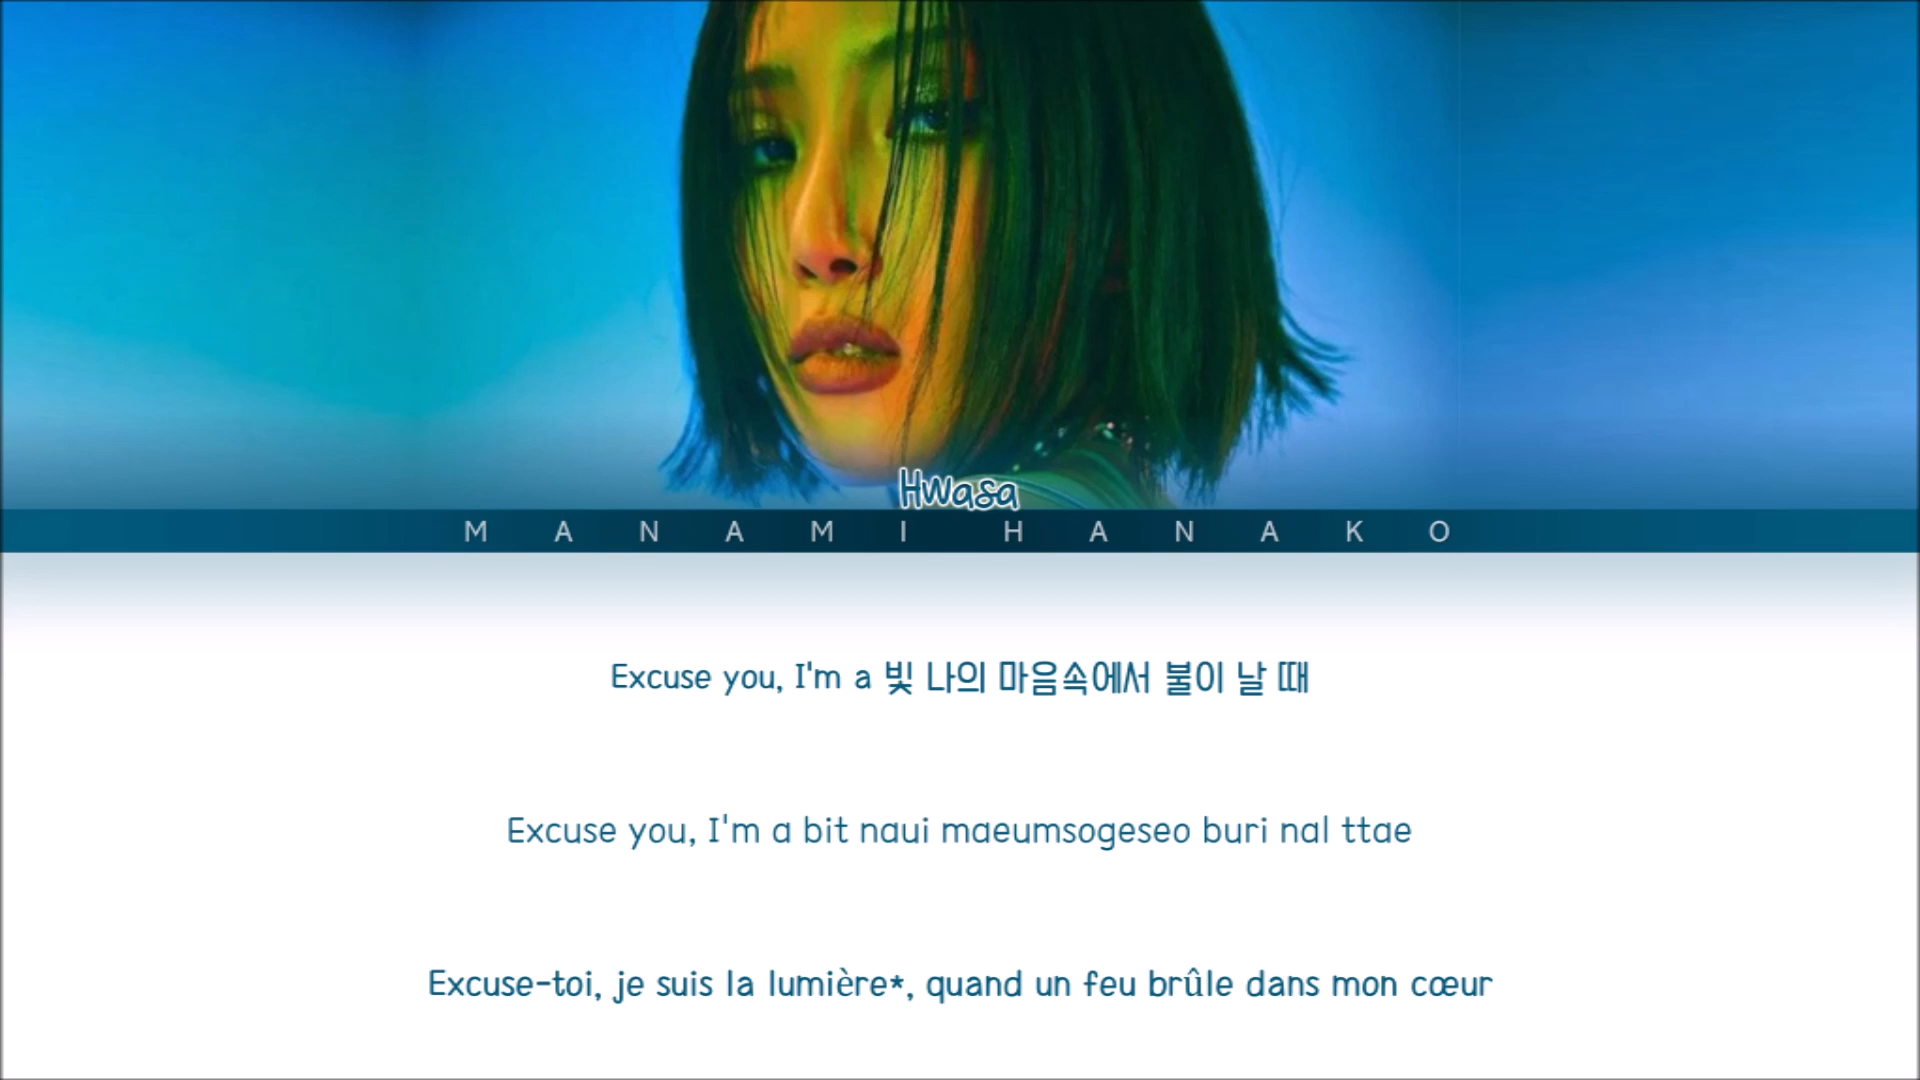 Hwasa
MANAMI HANAKO
Excuse you, I'm a 빛 나의 마음속에서 불이 날 때
Excuse you, I'm a bit naui maeumsogeseo buri nal ttae
Excuse-toi, je suis la lumière*, quand un feu brûle dans mon cœur